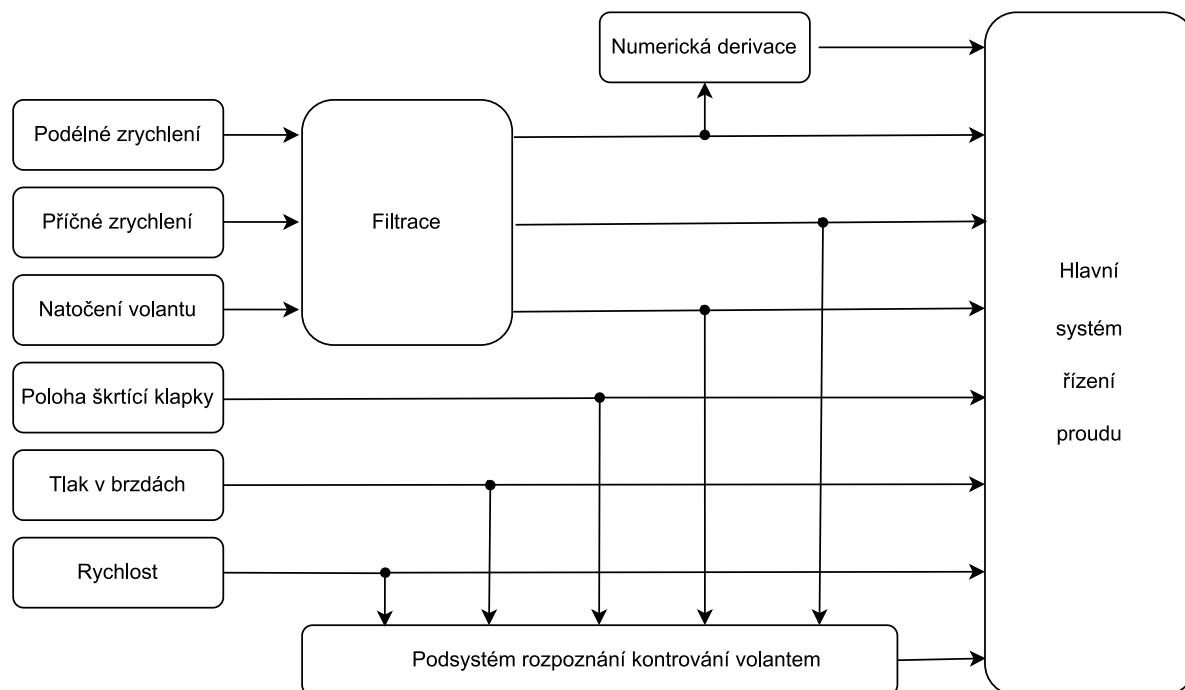 Numerická derivace
Podélné zrychlení
Příčné zrychlení
Filtrace
Natočení volantu
Hlavní
systém
řízení
proudu
Poloha škrtící klapky
Tlak v brzdách
Rychlost
Podsystém rozpoznání kontrování volantem